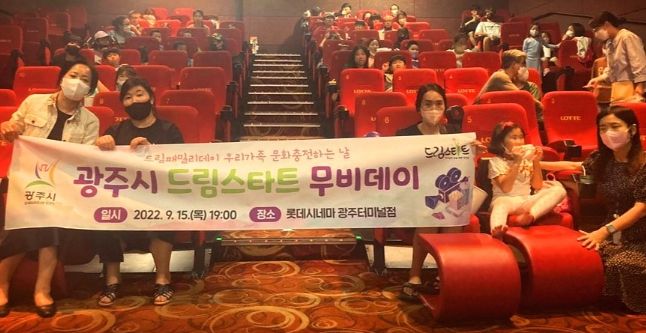 드림패밀리데이 우리가족 문화충전하는 날
광주시 드림스타트 무비데이
일시 2022. 9. 15.(목) 19:00 장소 롯데시네마 광주터미널점
광주시
드림스타트
LOTTE
LOTTE
LOTTE
LOTTE